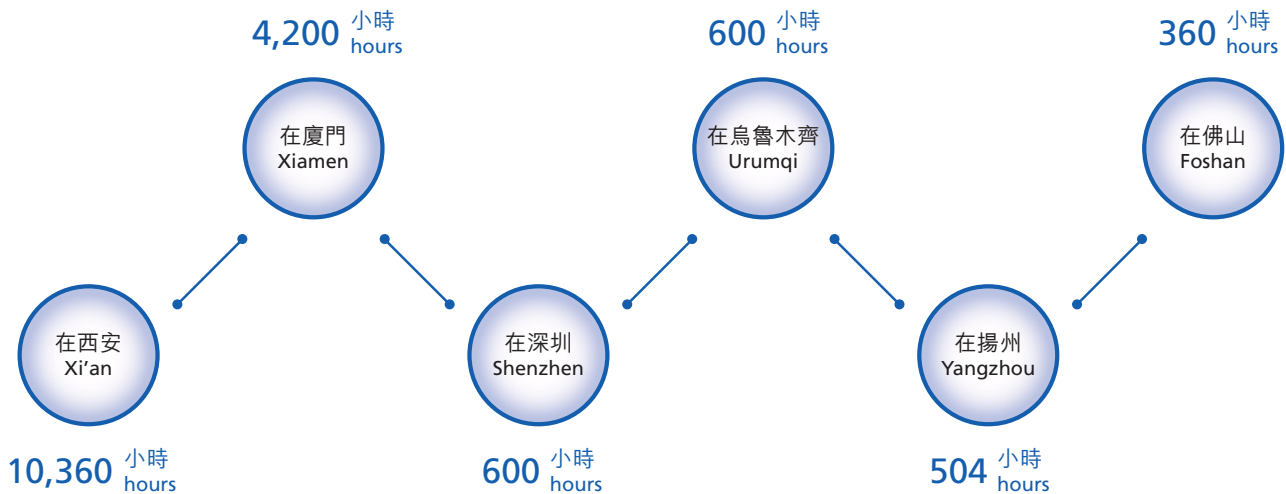 4,200 小時
hours
600 小時
hours
360 小時
hours
在廈門
Xiamen
在烏魯木齊
Urumqi
在佛山
Foshan
在西安
Xi’an
在深圳
Shenzhen
在揚州
Yangzhou
10,360 小時
hours
600 小時
hours
504 小時
hours